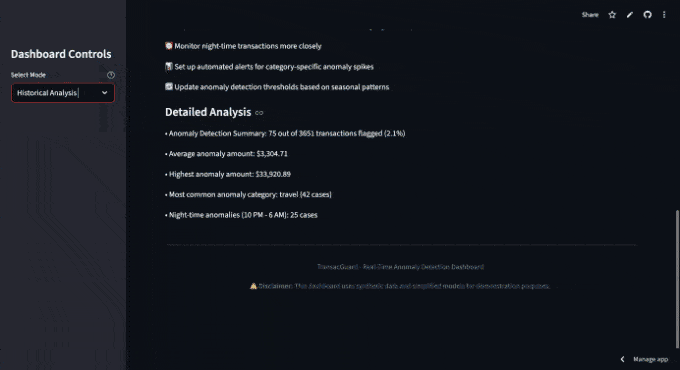 Share
Dashboard Controls
Select Mode
Historical Analysis
Monitor night-time transactions more closely
Set up automated alerts for category-specific anomaly spikes
Update anomaly detection thresholds based on seasonal patterns
Detailed Analysis
• Anomaly Detection Summary: 75 out of 3651 transactions flagged (2.1%)
• Average anomaly amount: $3,304.71
• Highest anomaly amount: $33,920.89
• Most common anomaly category: travel (42 cases)
• Night-time anomalies (10 PM - 6 AM): 25 cases
TransacGuard - Real-Time Anomaly Detection Dashboard
Disclaimer: This dashboard uses synthetic data and simplified models for demonstration purposes.
Manage app